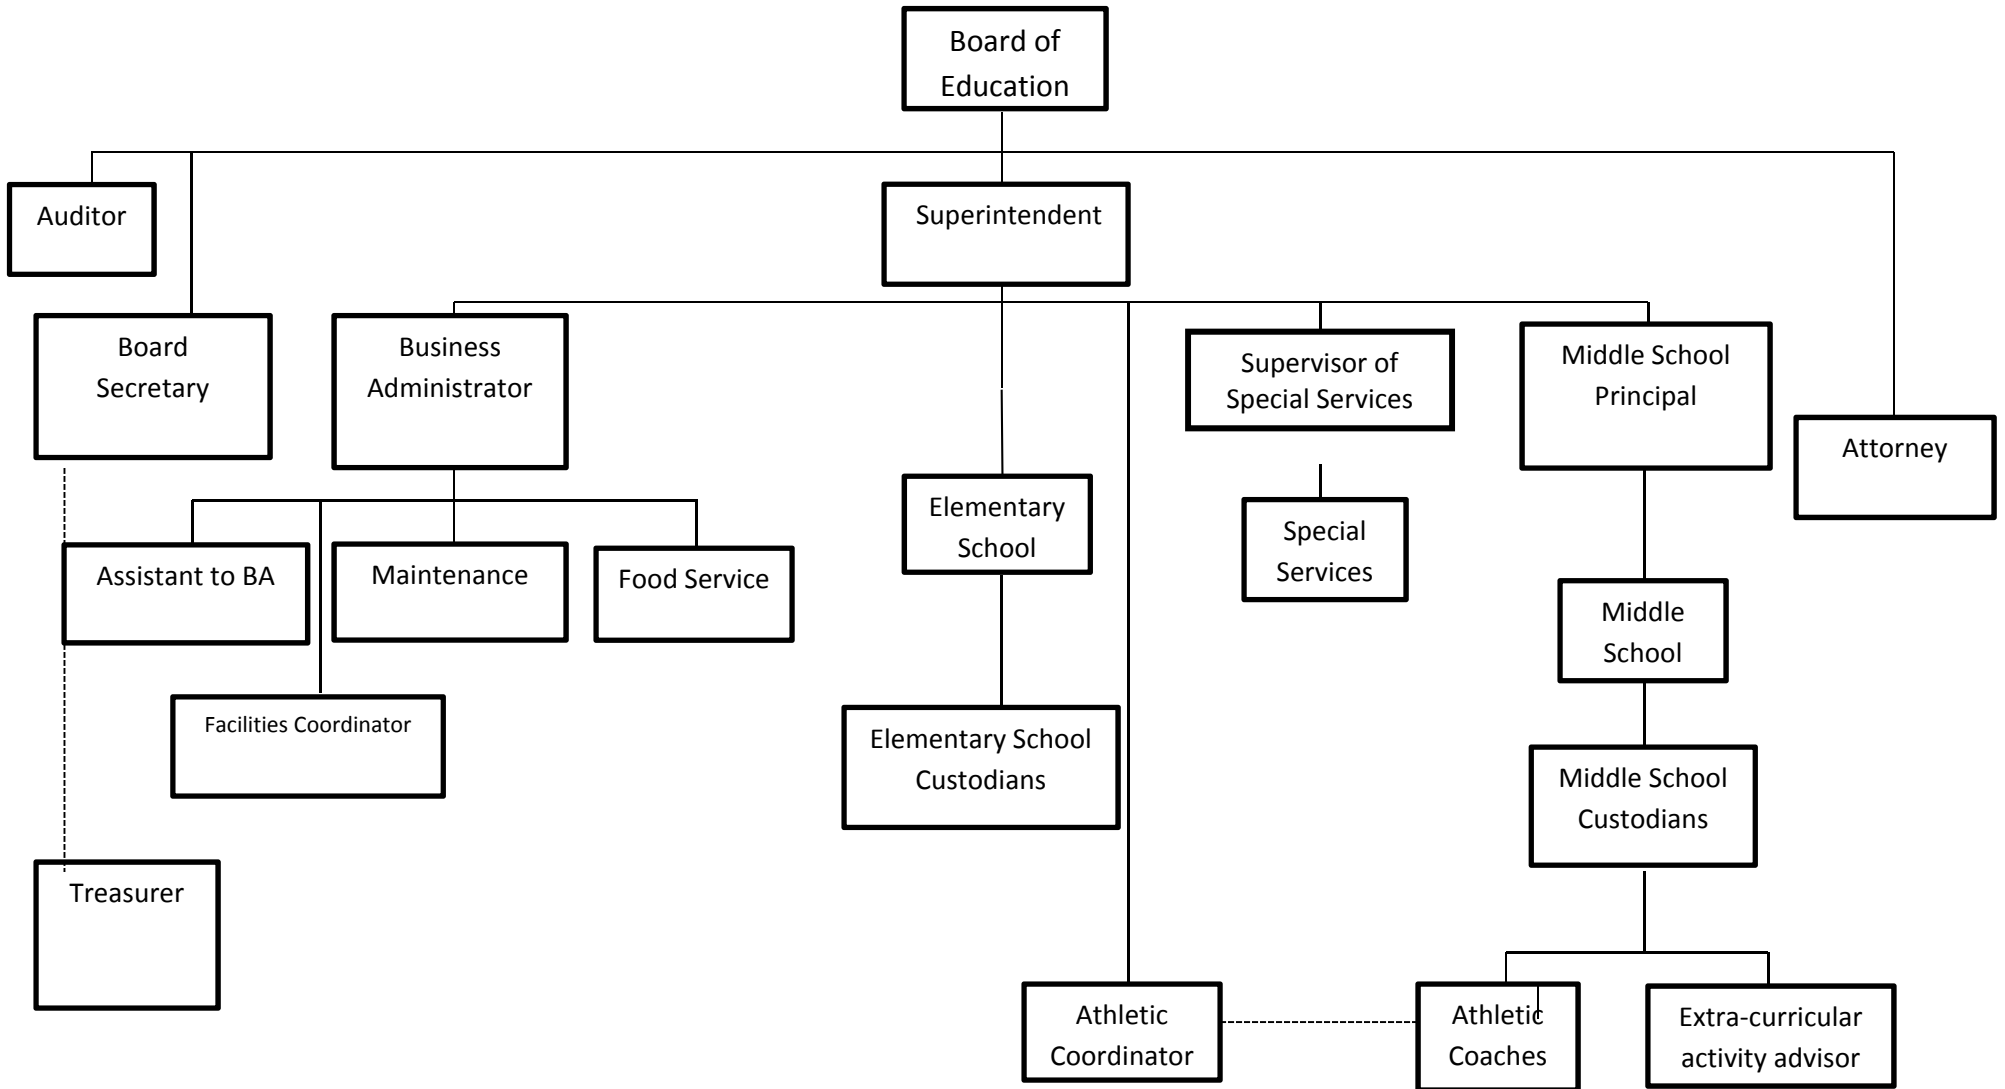 Board of
Education
Auditor
Superintendent
Board
Secretary
Business
Administrator
Supervisor of
Special Services
Middle School
Principal
Attorney
Elementary
School
Special
Services
Assistant to BA
Maintenance
Food Service
Middle
School
Facilities Coordinator
Elementary School
Custodians
Middle School
Custodians
Treasurer
Athletic
Coordinator
Athletic
Coaches
Extra-curricular
activity advisor